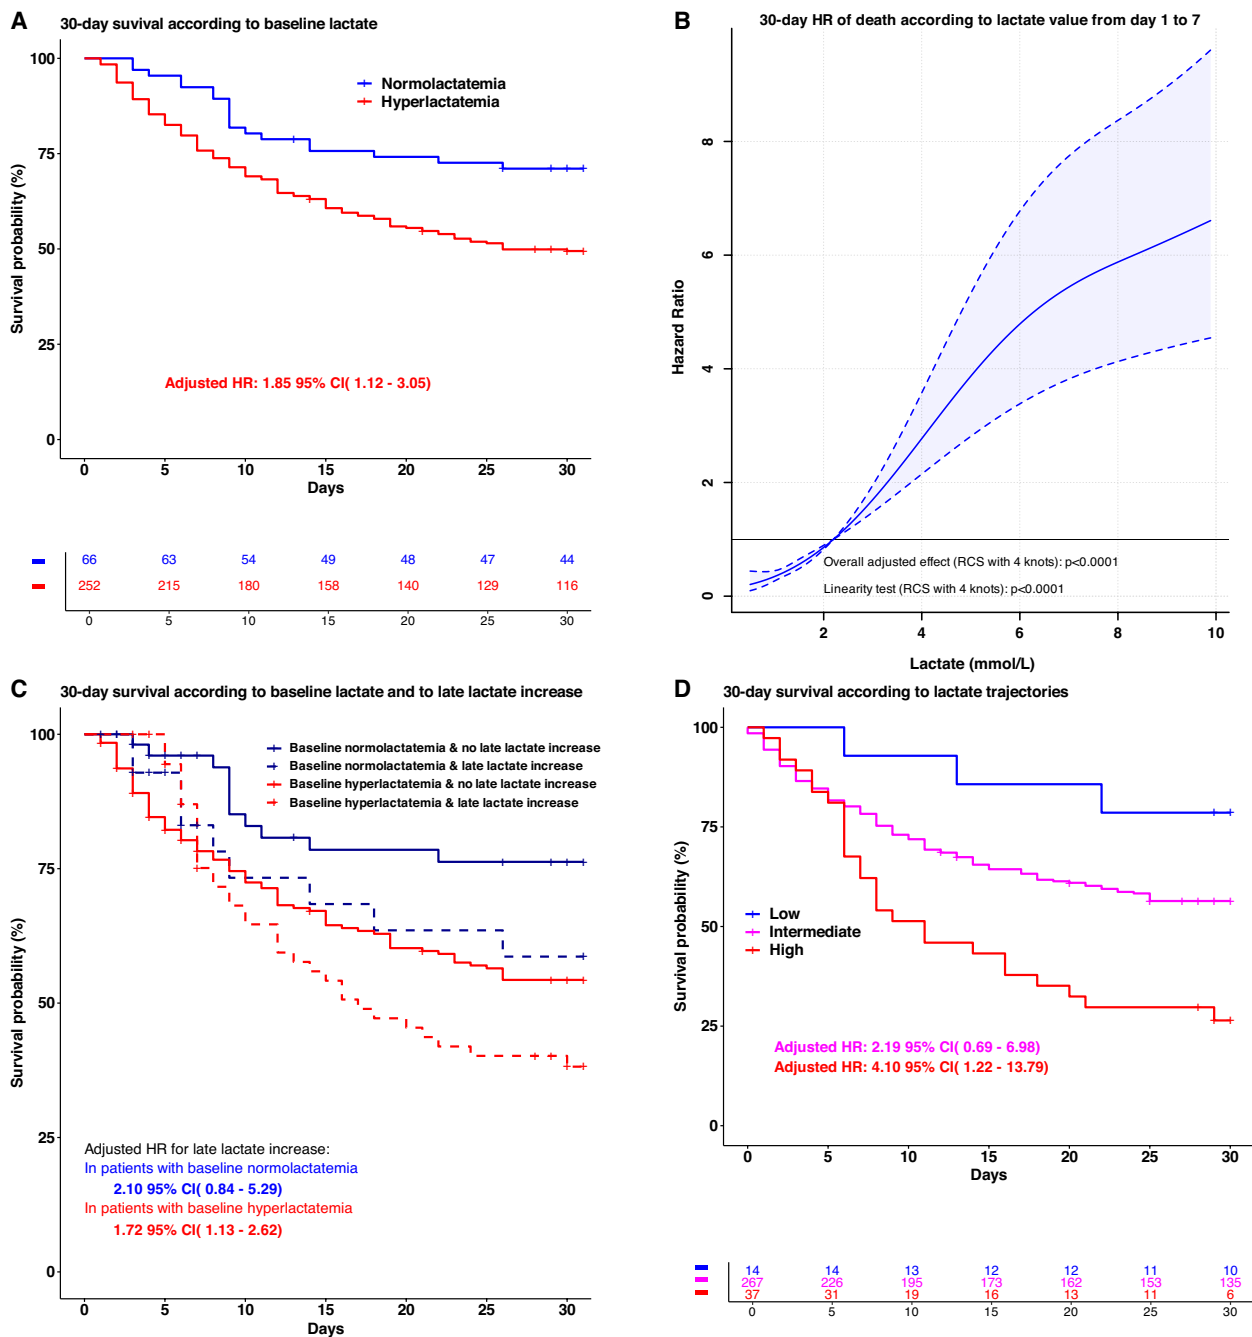 A
30-day suvival according to baseline lactate
100
75
50
25
0
Survival probability (%)
Normolactatemia
Hyperlactatemia
Adjusted HR: 1.85 95% CI( 1.12 - 3.05)
0 5 10 15 20 25 30
Days
66 63 54 49 48 47 44
252 215 180 158 140 129 116
0 5 10 15 20 25 30
B
30-day HR of death according to lactate value from day 1 to 7
8
6
4
2
0
Hazard Ratio
Overall adjusted effect (RCS with 4 knots): p<0.0001
Linearity test (RCS with 4 knots): p<0.0001
2 4 6 8 10
Lactate (mmol/L)
C
30-day survival according to baseline lactate and to late lactate increase
100
75
50
25
0
Survival probability (%)
Baseline normolactatemia & no late lactate increase
Baseline normolactatemia & late lactate increase
Baseline hyperlactatemia & no late lactate increase
Baseline hyperlactatemia & late lactate increase
Adjusted HR for late lactate increase:
In patients with baseline normolactatemia
2.10 95% CI( 0.84 - 5.29)
In patients with baseline hyperlactatemia
1.72 95% CI( 1.13 - 2.62)
0 5 10 15 20 25 30
Days
D
30-day survival according to lactate trajectories
100
75
50
25
0
Survival probability (%)
Low
Intermediate
High
Adjusted HR: 2.19 95% CI( 0.69 - 6.98)
Adjusted HR: 4.10 95% CI( 1.22 - 13.79)
0 5 10 15 20 25 30
Days
14 14 13 12 12 11 10
267 226 195 173 162 153 135
37 31 19 16 13 11 6
0 5 10 15 20 25 30